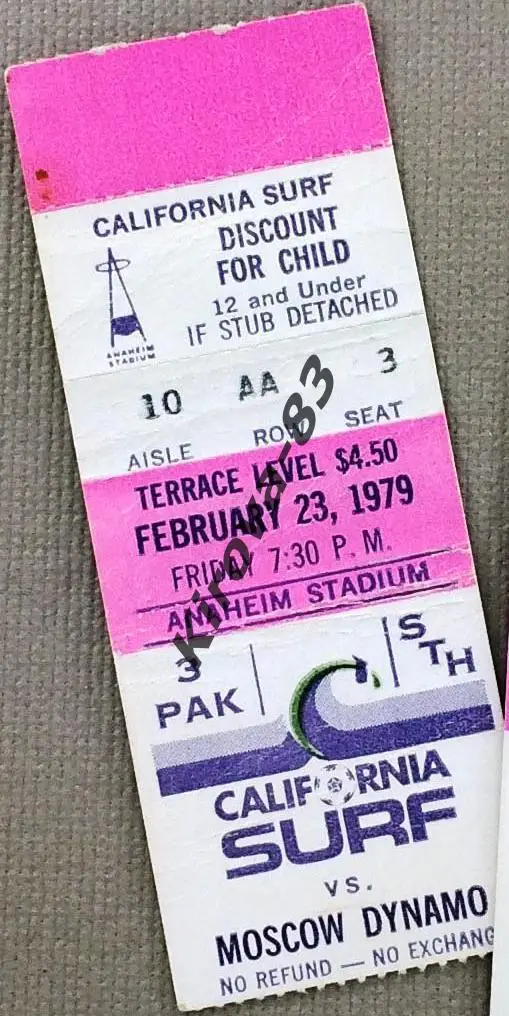 CALIFORNIA SURF
DISCOUNT
FOR CHILD
12 and Under
IF STUB DETACHED
ANAHEIM
STADIUM
10 AA 3
AISLE ROW SEAT
TERRACE LEVEL $4.50
FEBRUARY 23, 1979
FRIDAY 7:30 P. M.
ANAHEIM STADIUM
3
PAK
STH
CALIFORNIA
SURF
VS.
MOSCOW DYNAMO
NO REFUND — NO EXCHANG
Kirova-83